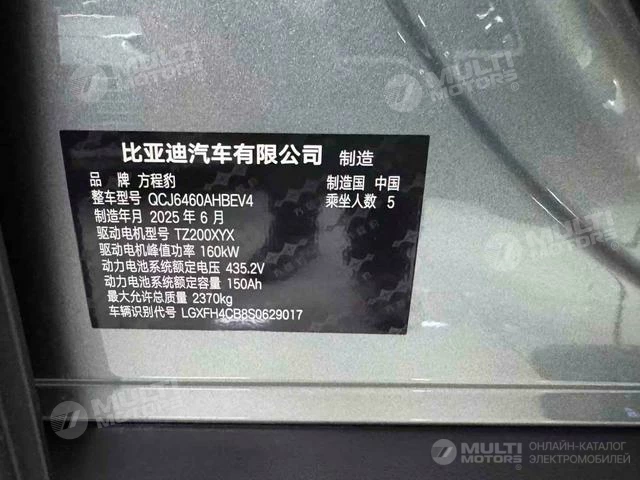 MULTI
MOTORS®
MULTI
MOTORS®
比亚迪汽车有限公司 制造
品 牌 方程豹 制造国 中国
整车型号 QCJ6460AHBEV4 乘坐人数 5
制造年月 2025 年 6 月
驱动电机型号 TZ200XYX
驱动电机峰值功率 160kW
动力电池系统额定电压 435.2V
动力电池系统额定容量 150Ah
最大允许总质量 2370kg
车辆识别代号 LGXFH4CB8S0629017
MULTI
MOTORS®
MULTI
MOTORS®
MULTI
MOTORS®
ОНЛАЙН-КАТАЛОГ
ЭЛЕКТРОМОБИЛЕЙ